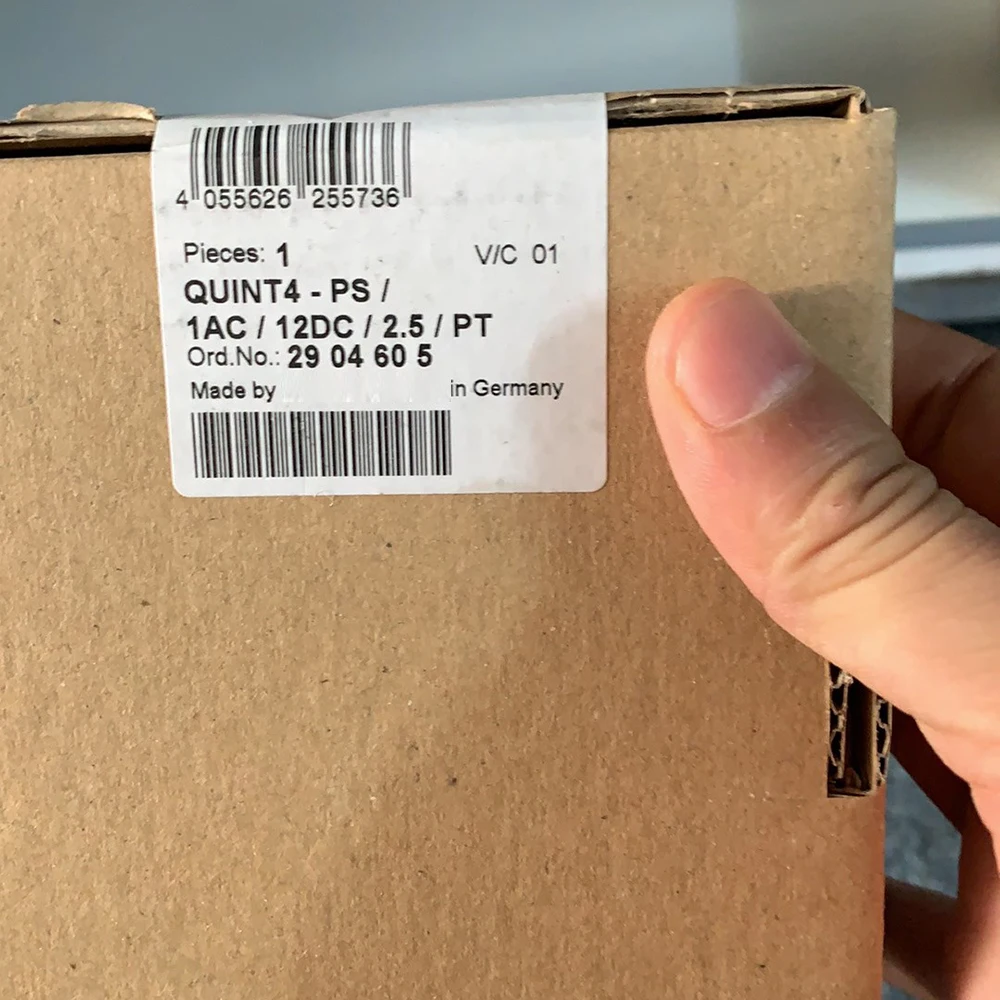 4 055626 255736
Pieces: 1 V/C 01
QUINT4 - PS /
1AC / 12DC / 2.5 / PT
Ord.No.: 29 04 60 5
Made by in Germany